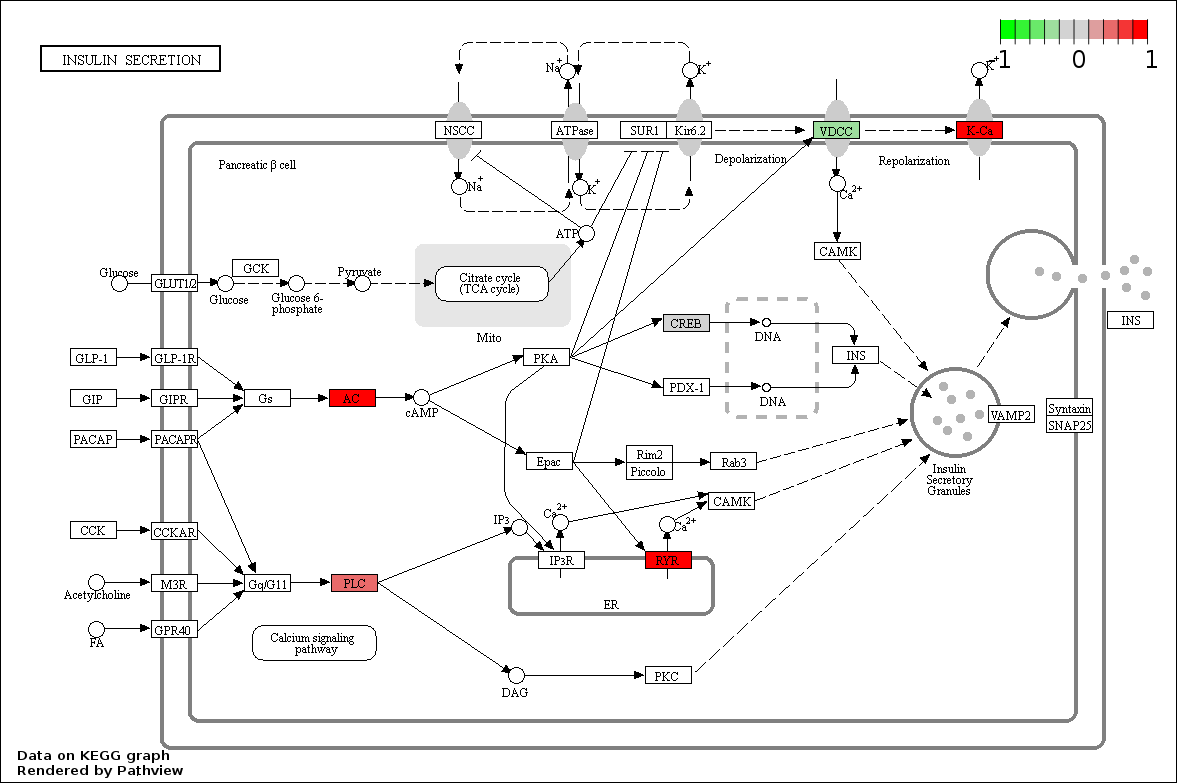 INSULIN SECRETION
-1 0 1
Na+
K+
K+
NSCC
ATPase
SUR1
Kir6.2
VDCC
K-Ca
Depolarization
Repolarization
Pancreatic β cell
Na+
K+
Ca2+
ATP
CAMK
Glucose
GLUT1/2
Glucose
GCK
Glucose 6-
phosphate
Pyruvate
Citrate cycle
(TCA cycle)
Mito
INS
CREB
DNA
GLP-1
GLP-1R
PKA
INS
PDX-1
DNA
GIP
GIPR
Gs
AC
cAMP
PACAP
PACAPR
VAMP2
Syntaxin
SNAP25
Epac
Rim2
Piccolo
Rab3
Insulin
Secretory
Granules
CAMK
IP3
Ca2+
Ca2+
CCK
CCKAR
IP3R
RYR
Acetylcholine
M3R
Gq/G11
PLC
ER
FA
GPR40
Calcium signaling
pathway
DAG
PKC
Data on KEGG graph
Rendered by Pathview